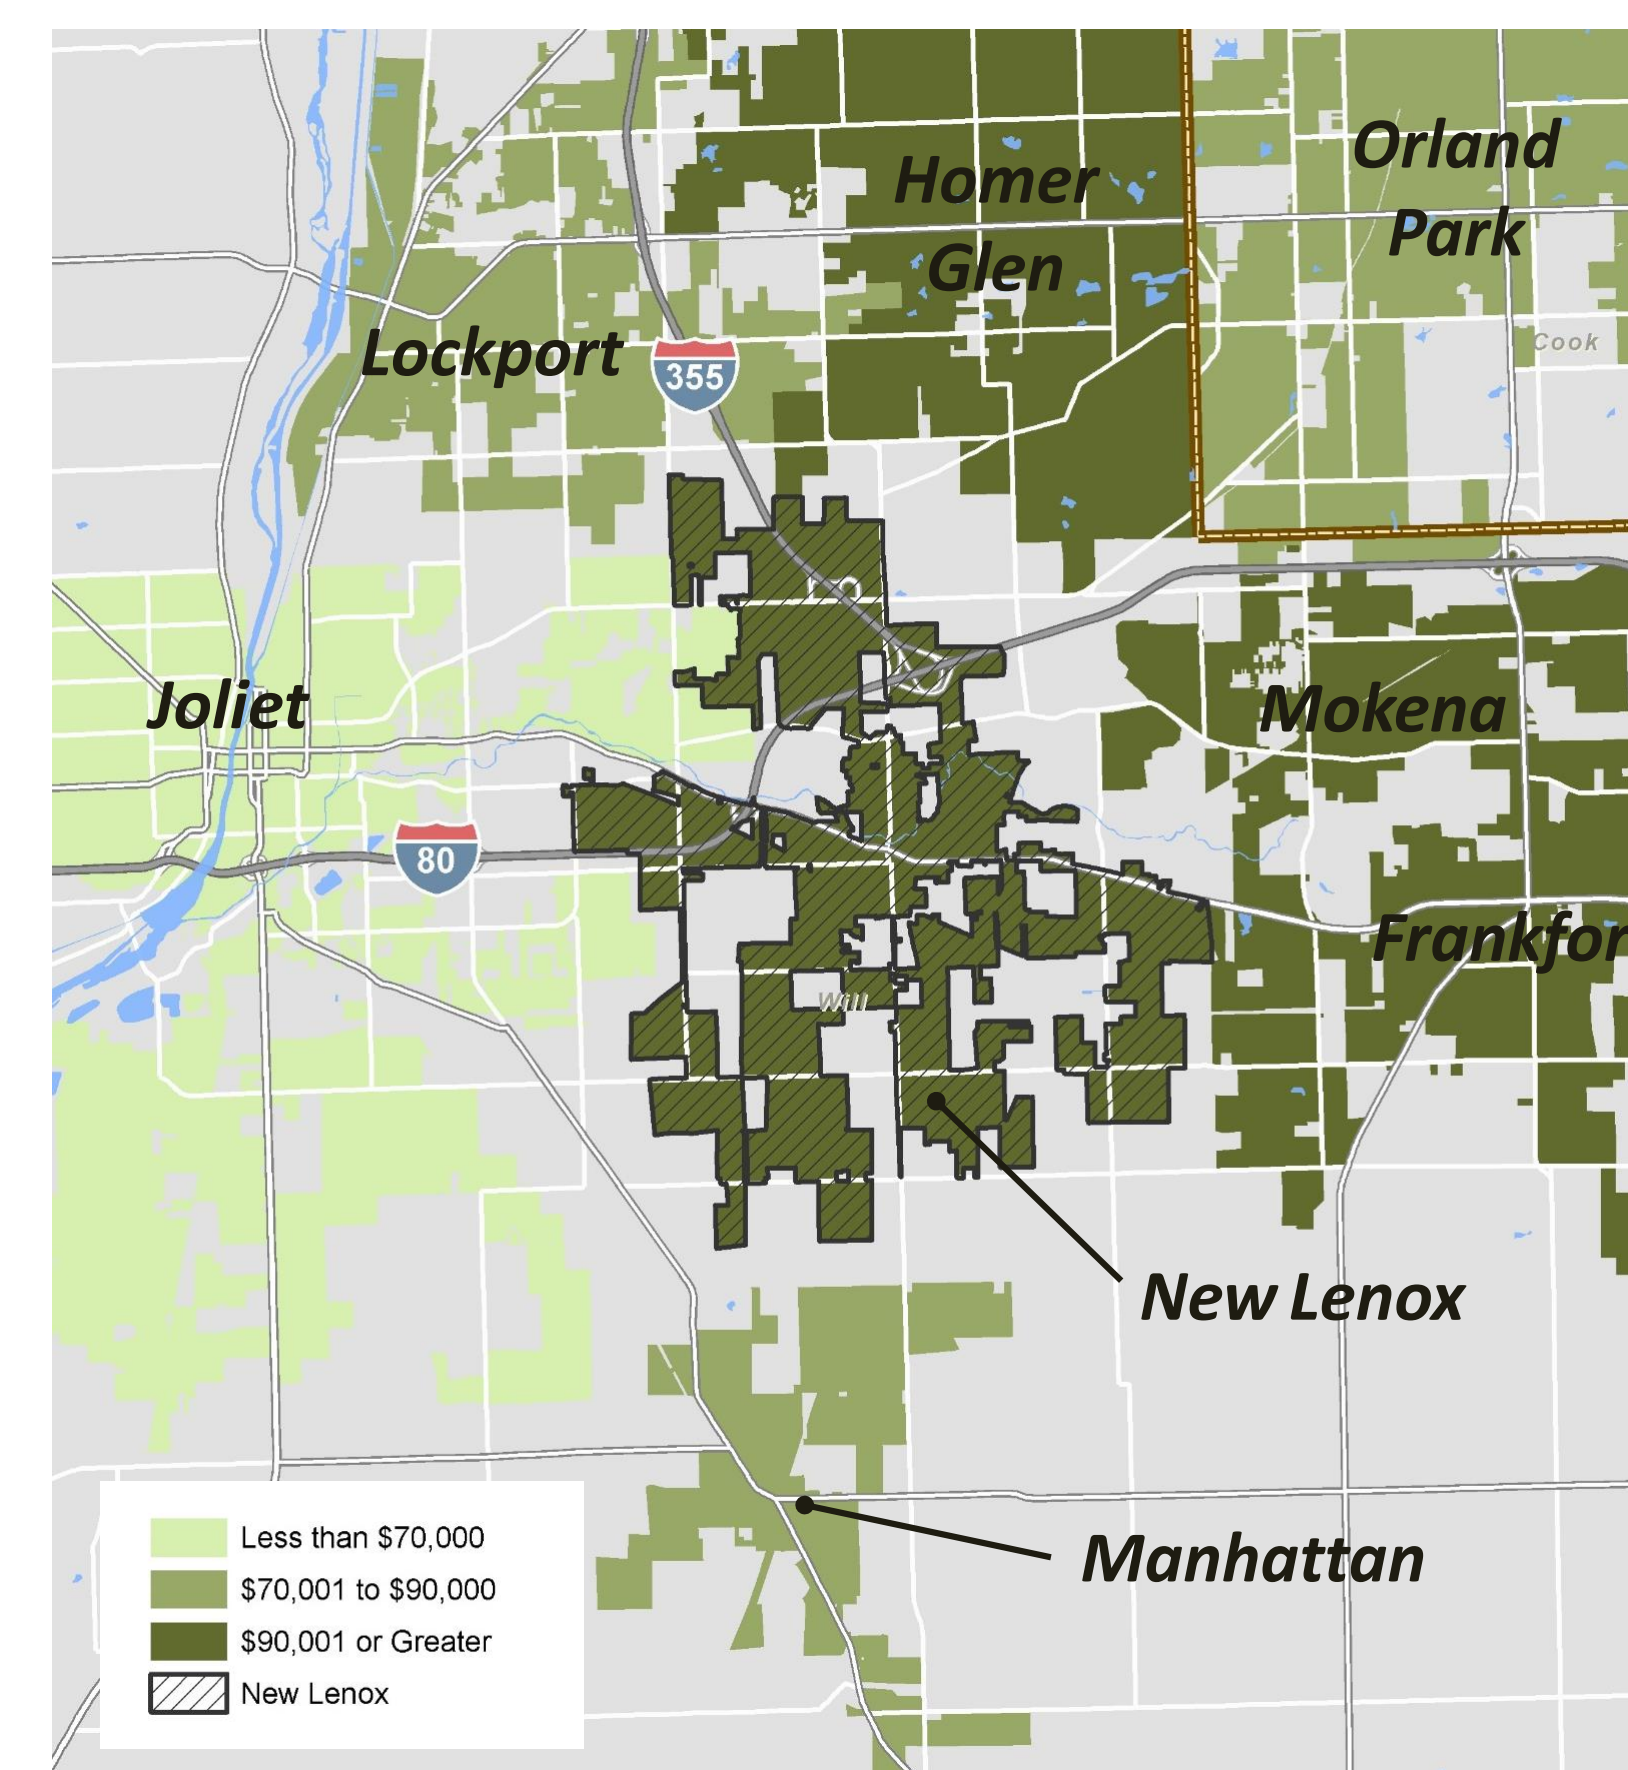 Orland
Park
Homer
Glen
Cook
Lockport
355
Joliet
Mokena
80
Frankfor
Will
New Lenox
Manhattan
Less than $70,000
$70,001 to $90,000
$90,001 or Greater
New Lenox